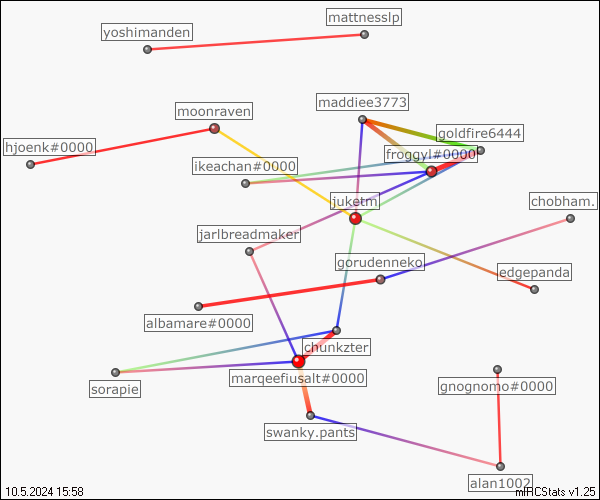 mattnesslp
yoshimanden
maddiee3773
moonraven
goldfire6444
hjoenk#0000
froggyl#0000
ikeachan#0000
juketm
chobham.
jarlbreadmaker
gorudenneko
edgepanda
albamare#0000
chunkzter
marqeefiusalt#0000
sorapie
gnognomo#0000
swanky.pants
alan1002
10.5.2024 15:58
mIRCStats v1.25